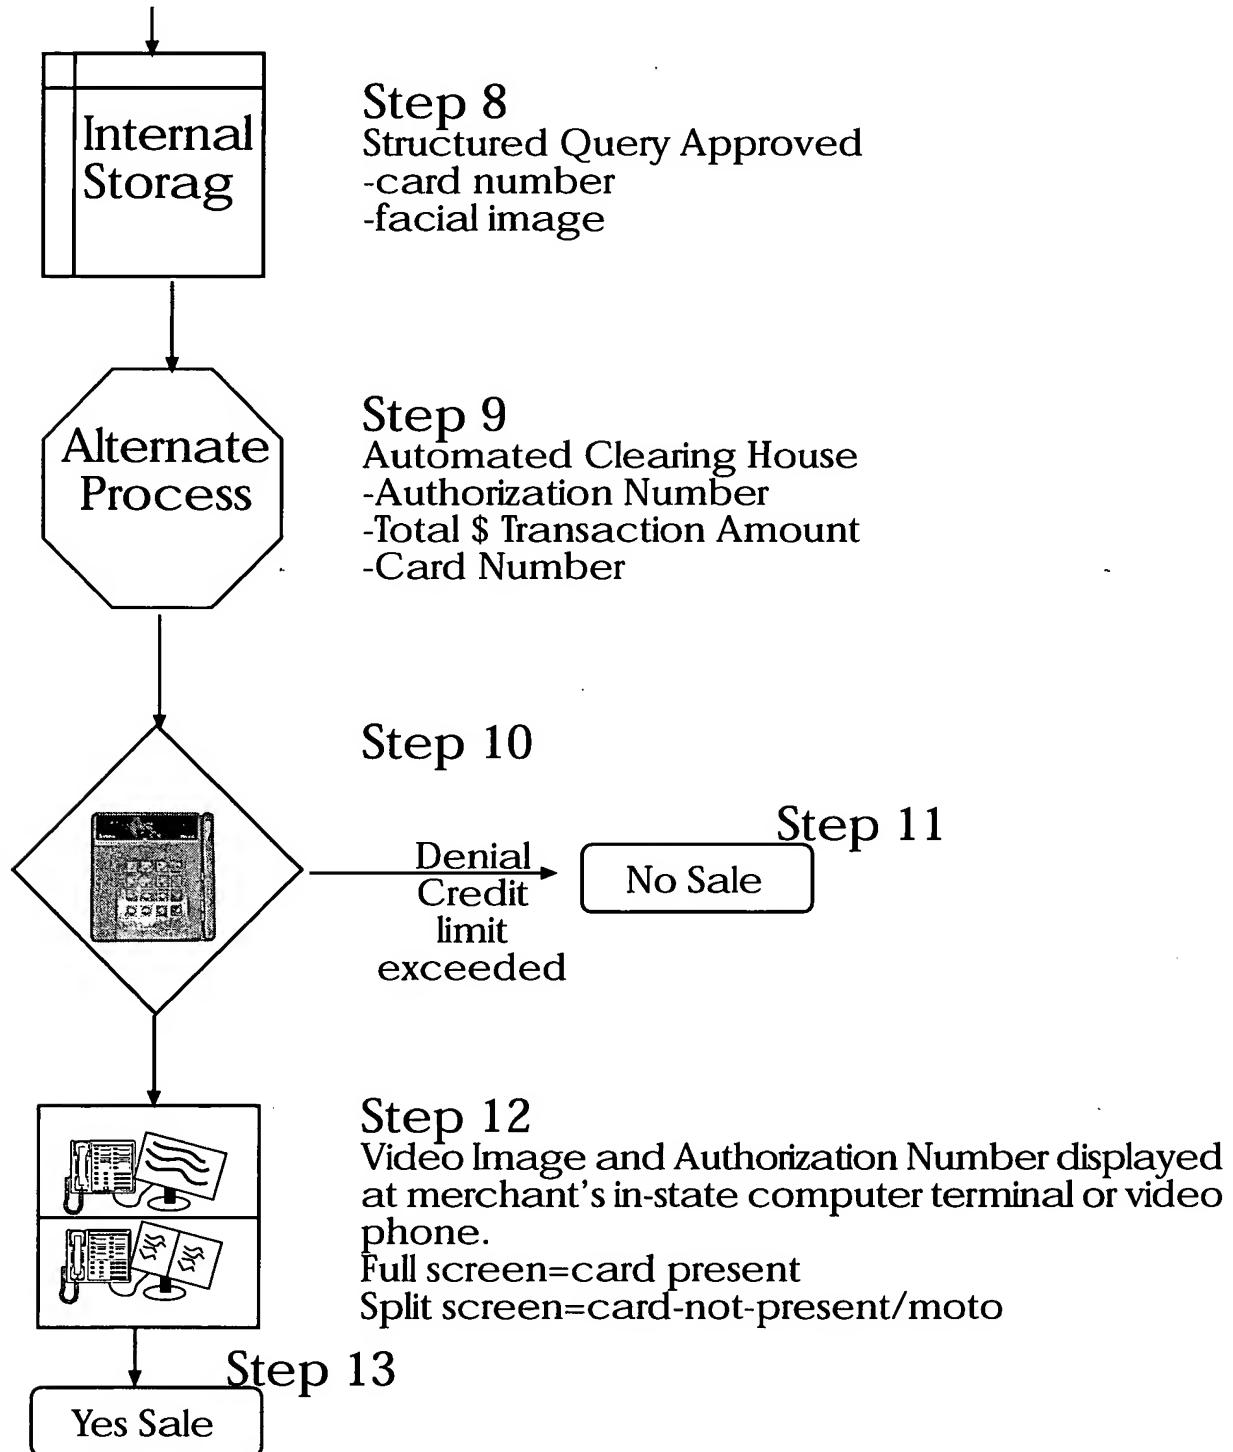 Internal
Storag
Step 8
Structured Query Approved
-card number
-facial image
Alternate
Process
Step 9
Automated Clearing House
-Authorization Number
-Total $ Transaction Amount
-Card Number
Step 10
Step 11
Denial
Credit
limit
exceeded
No Sale
Step 12
Video Image and Authorization Number displayed
at merchant's in-state computer terminal or video
phone.
Full screen=card present
Split screen=card-not-present/moto
Step 13
Yes Sale